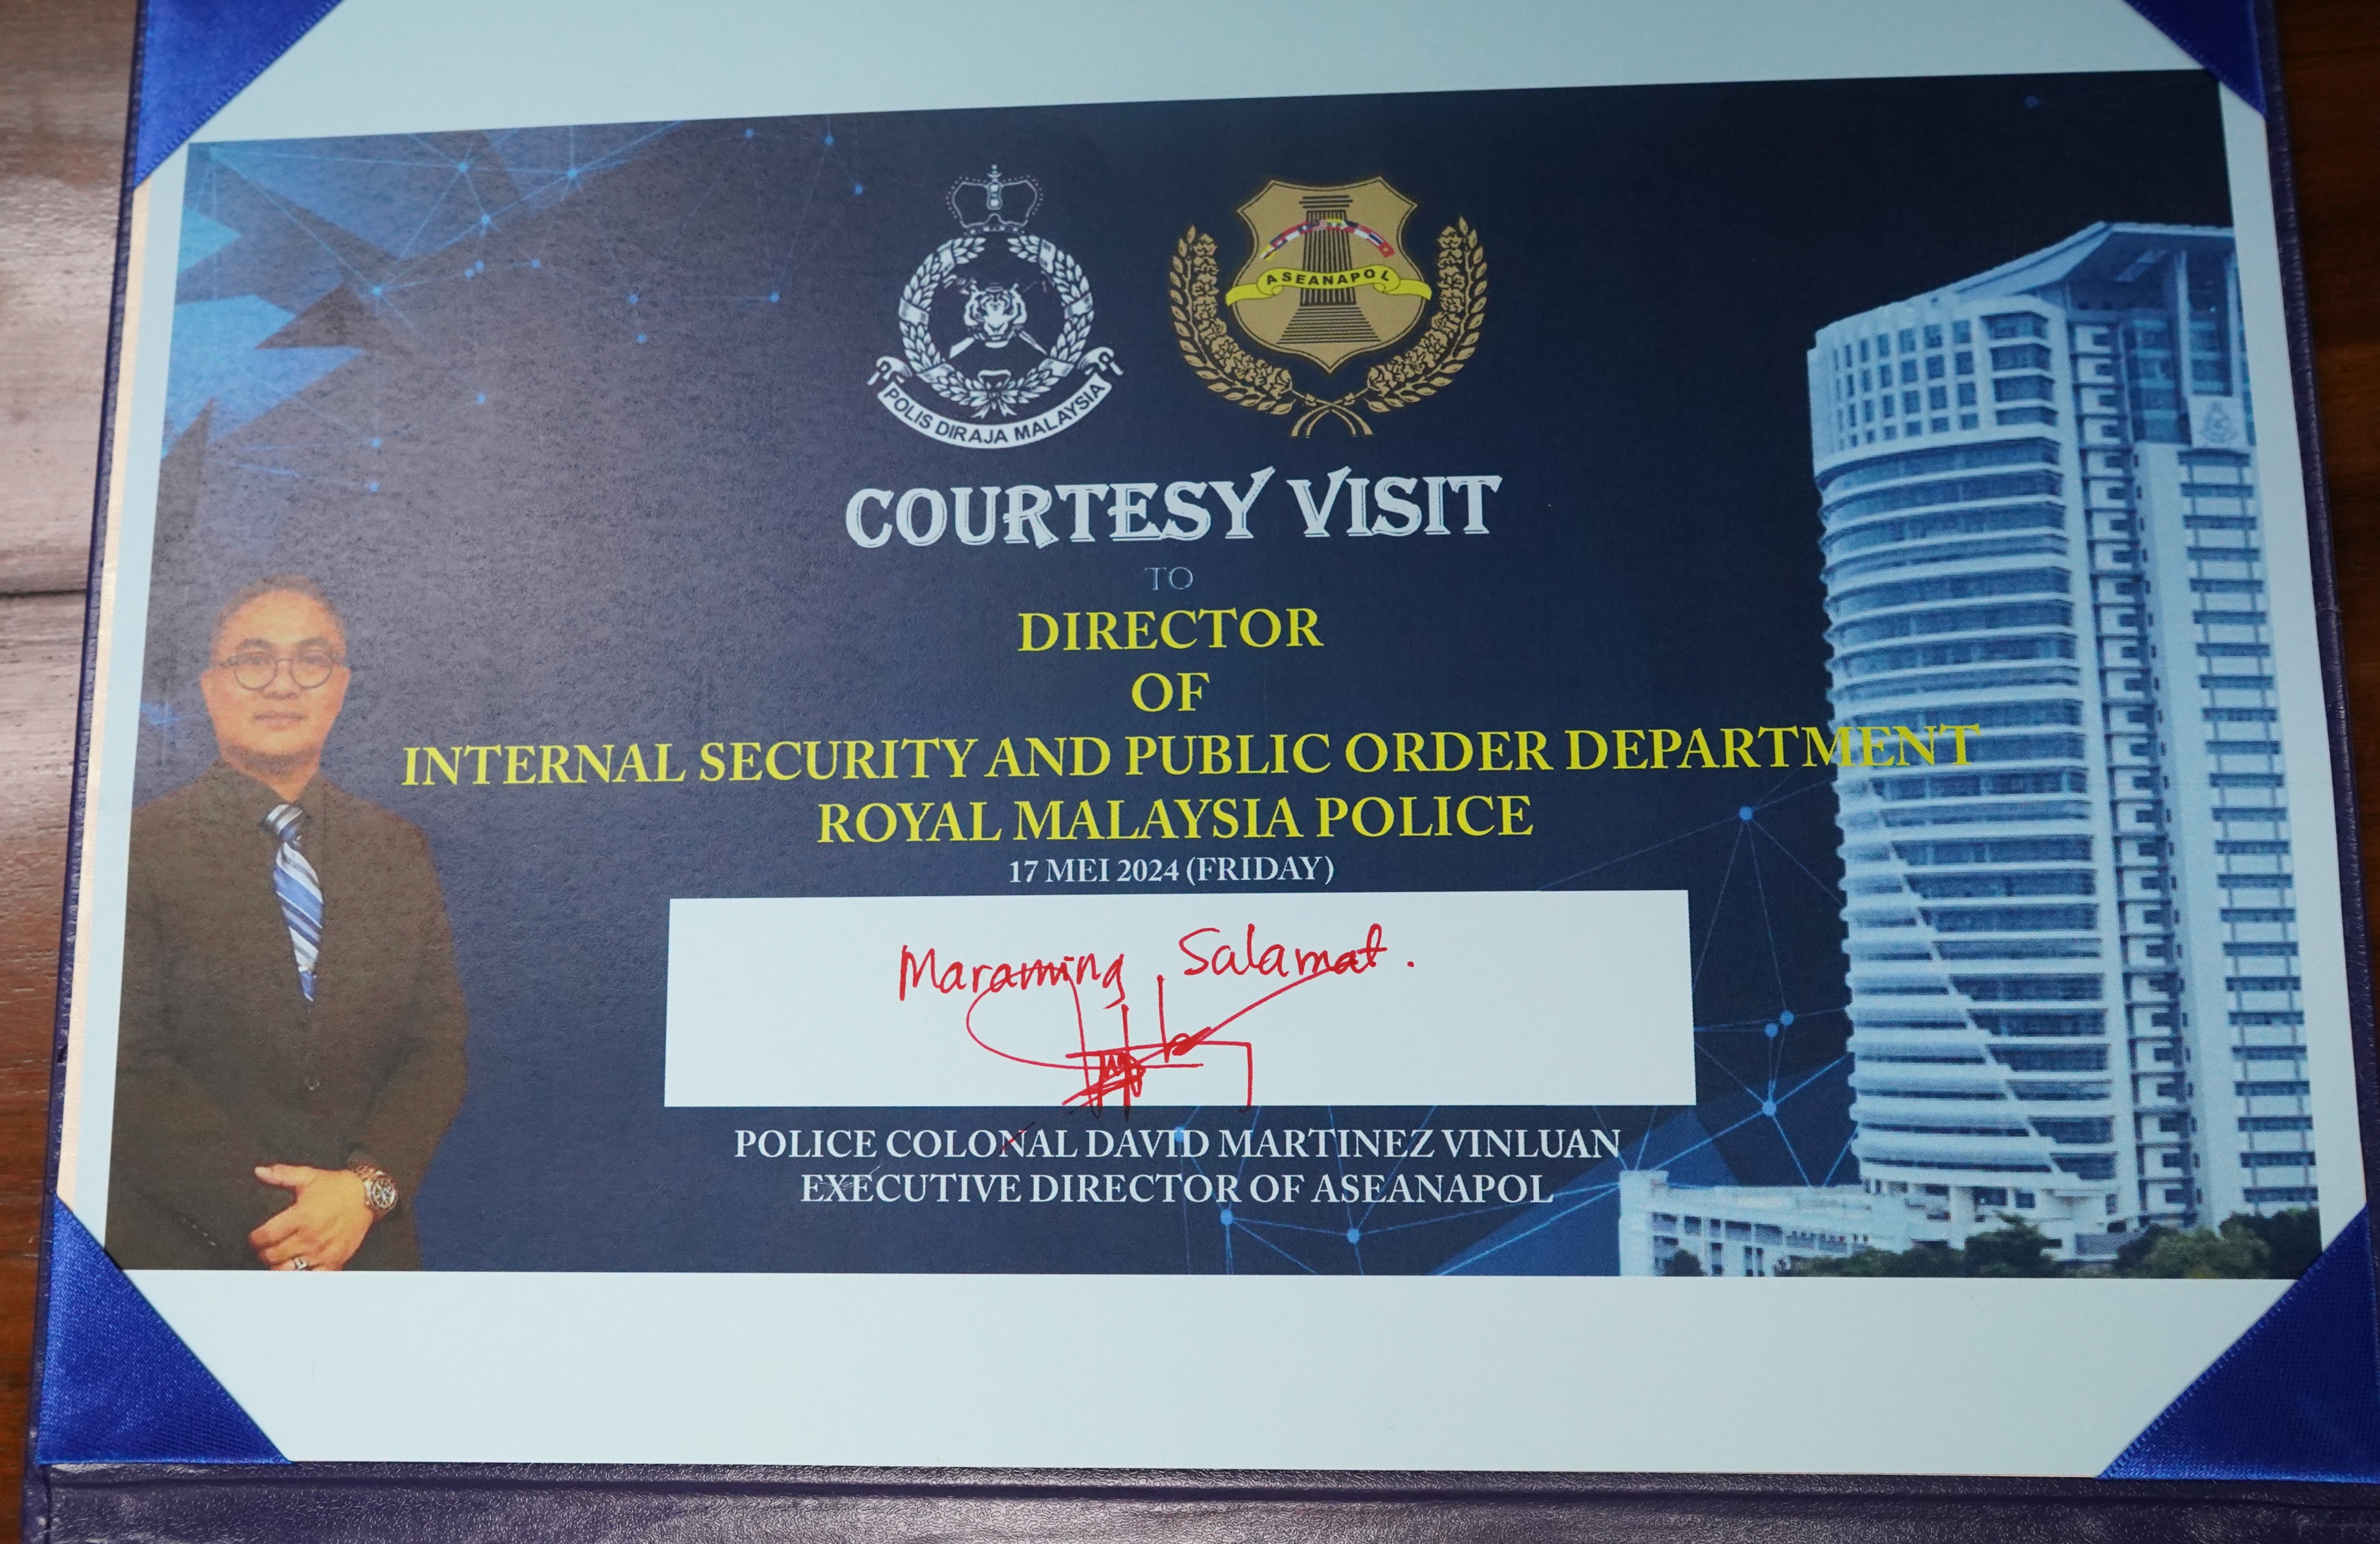 POLIS DIRAJA MALAYSIA
ASEANAPOL
COURTESY VISIT
TO
DIRECTOR
OF
INTERNAL SECURITY AND PUBLIC ORDER DEPARTMENT
ROYAL MALAYSIA POLICE
17 MEI 2024 (FRIDAY)
Maraming Salamat.
POLICE COLONAL DAVID MARTINEZ VINLUAN
EXECUTIVE DIRECTOR OF ASEANAPOL